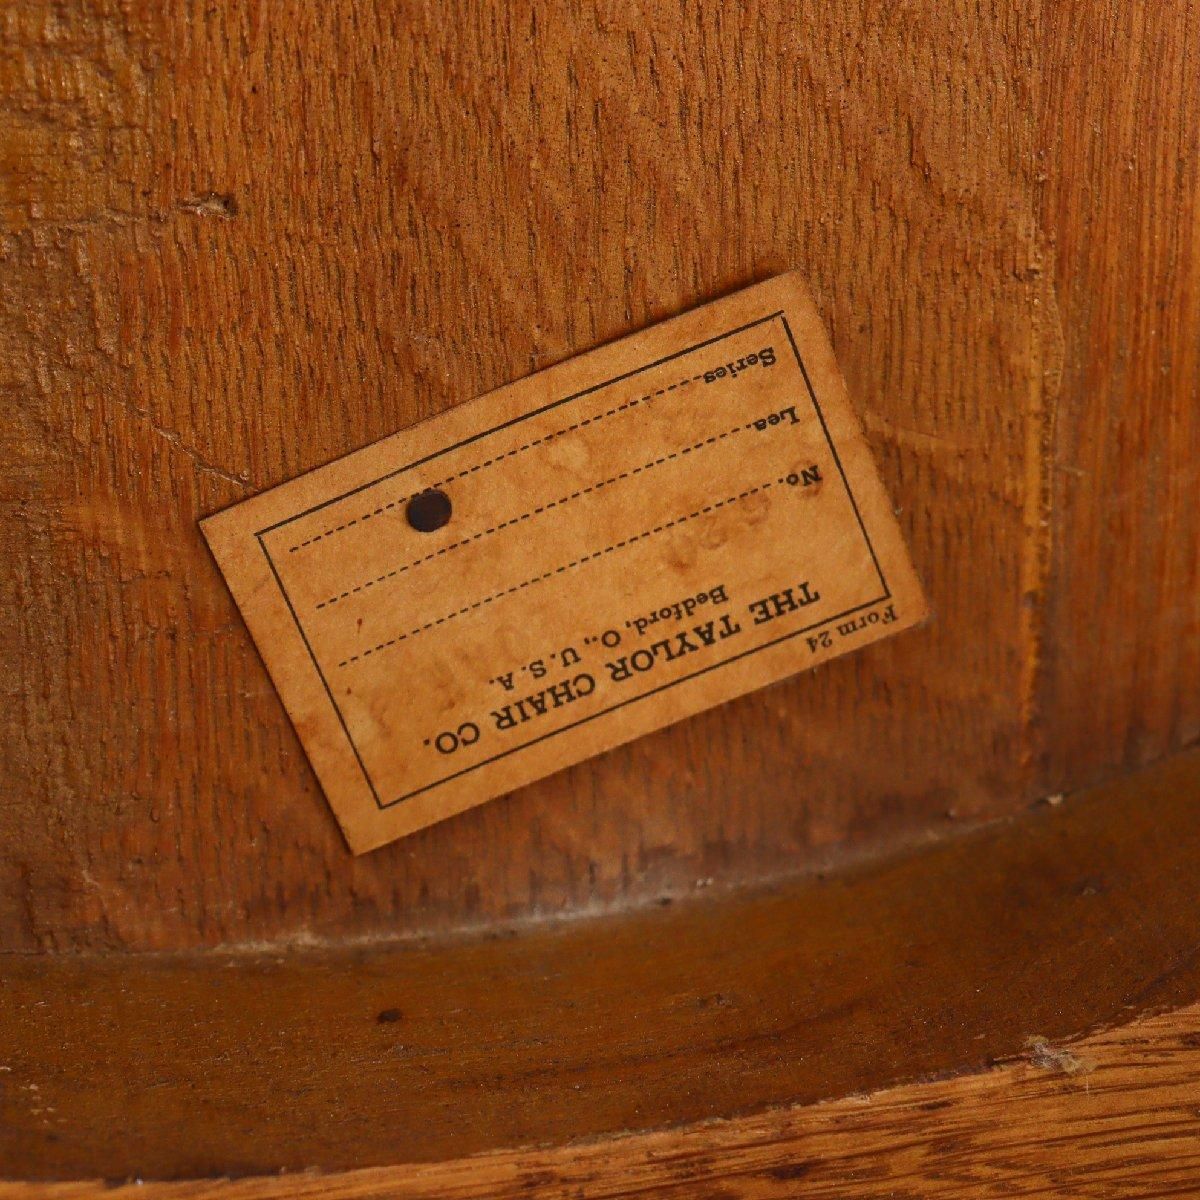 Form 24
THE TAYLOR CHAIR CO.
Bedford, O., U. S. A.
No.
Lea.
Series